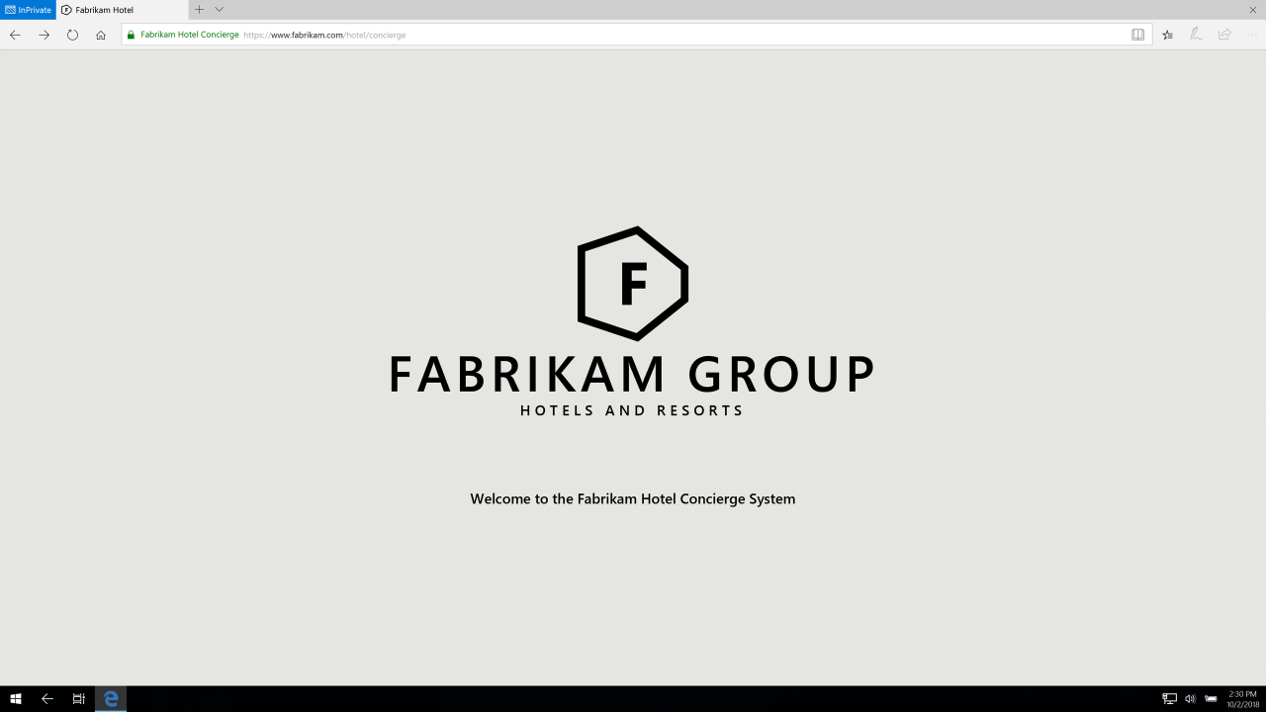 InPrivate
Fabrikam Hotel
Fabrikam Hotel Concierge https://www.fabrikam.com/hotel/concierge
F
FABRIKAM GROUP
HOTELS AND RESORTS
Welcome to the Fabrikam Hotel Concierge System
2:30 PM
10/2/2018